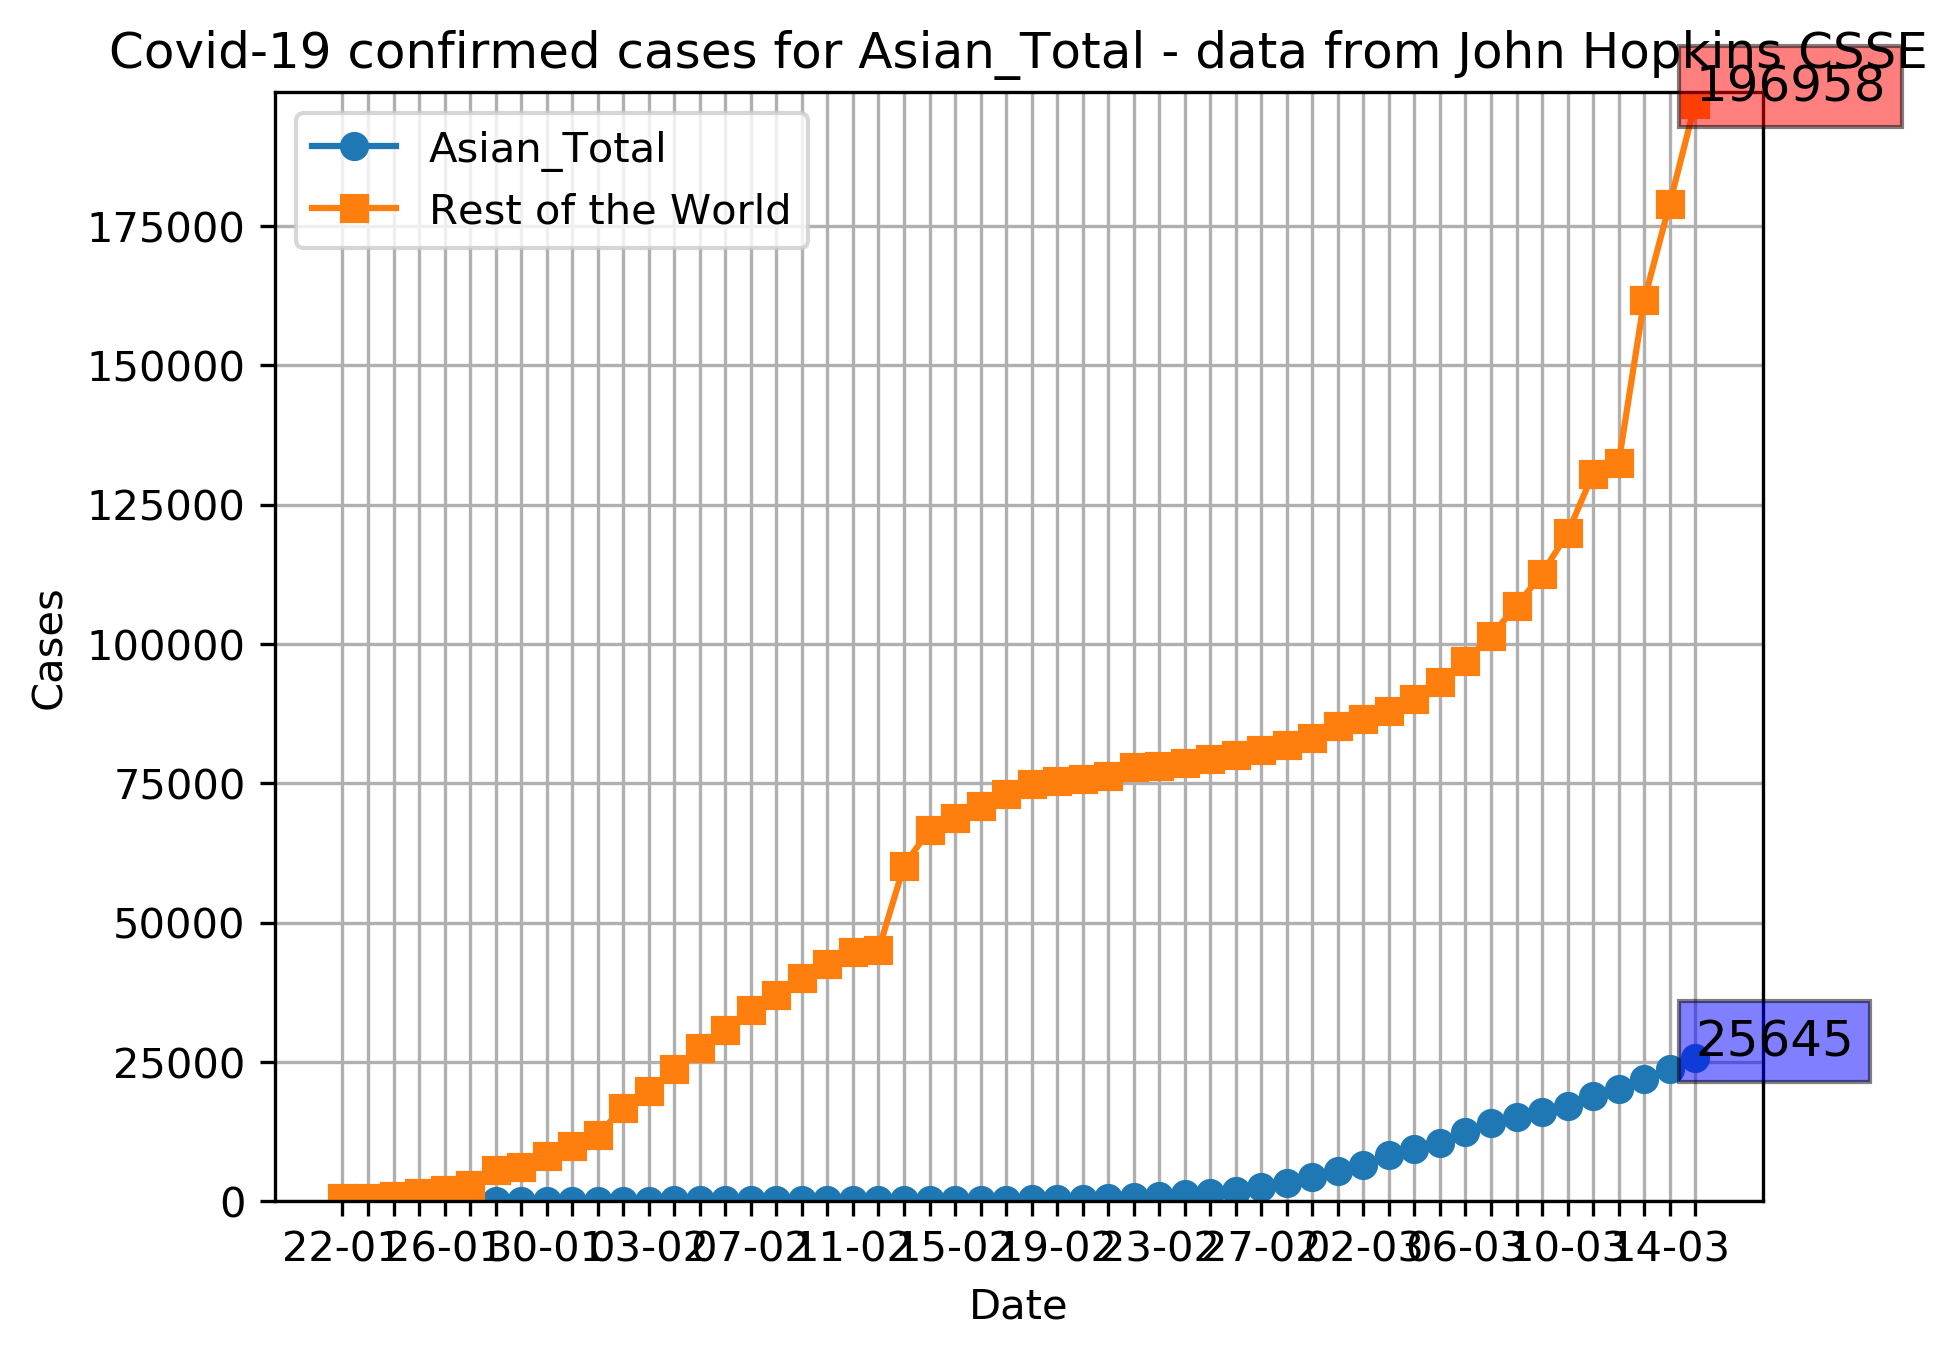 Covid-19 confirmed cases for Asian_Total - data from John Hopkins CSSE
196958
Asian_Total
Rest of the World
175000
150000
125000
100000
75000
50000
25000
0
Cases
25645
22-01 26-01 30-01 03-02 07-02 11-02 15-02 19-02 23-02 27-02 02-03 06-03 10-03 14-03
Date